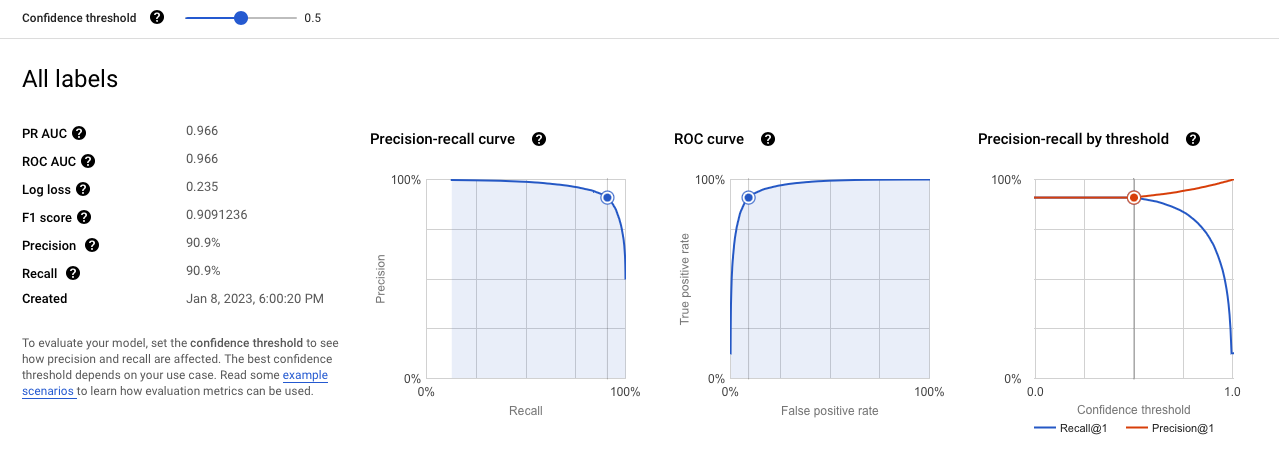 Confidence threshold ? 0.5
All labels
PR AUC ? 0.966
ROC AUC ? 0.966
Log loss ? 0.235
F1 score ? 0.9091236
Precision ? 90.9%
Recall ? 90.9%
Created Jan 8, 2023, 6:00:20 PM
To evaluate your model, set the confidence threshold to see
how precision and recall are affected. The best confidence
threshold depends on your use case. Read some example
scenarios to learn how evaluation metrics can be used.
Precision-recall curve ?
100%
Precision
0%
0% 100%
Recall
ROC curve ?
100%
True positive rate
0%
0% 100%
False positive rate
Precision-recall by threshold ?
100%
0%
0.0 1.0
Confidence threshold
Recall@1 Precision@1